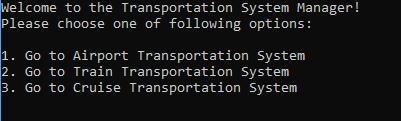 Welcome to the Transportation System Manager!
Please choose one of following options:
1. Go to Airport Transportation System
2. Go to Train Transportation System
3. Go to Cruise Transportation System